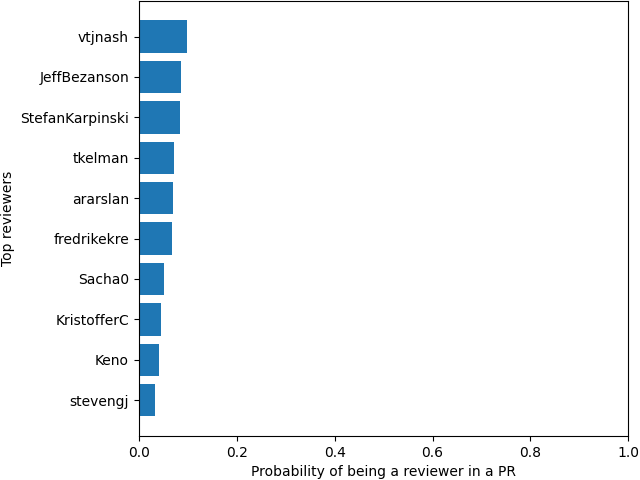 vtjnash
JeffBezanson
StefanKarpinski
tkelman
ararslan
fredrikekre
Sacha0
KristofferC
Keno
stevengj
Top reviewers
0.0 0.2 0.4 0.6 0.8 1.0
Probability of being a reviewer in a PR